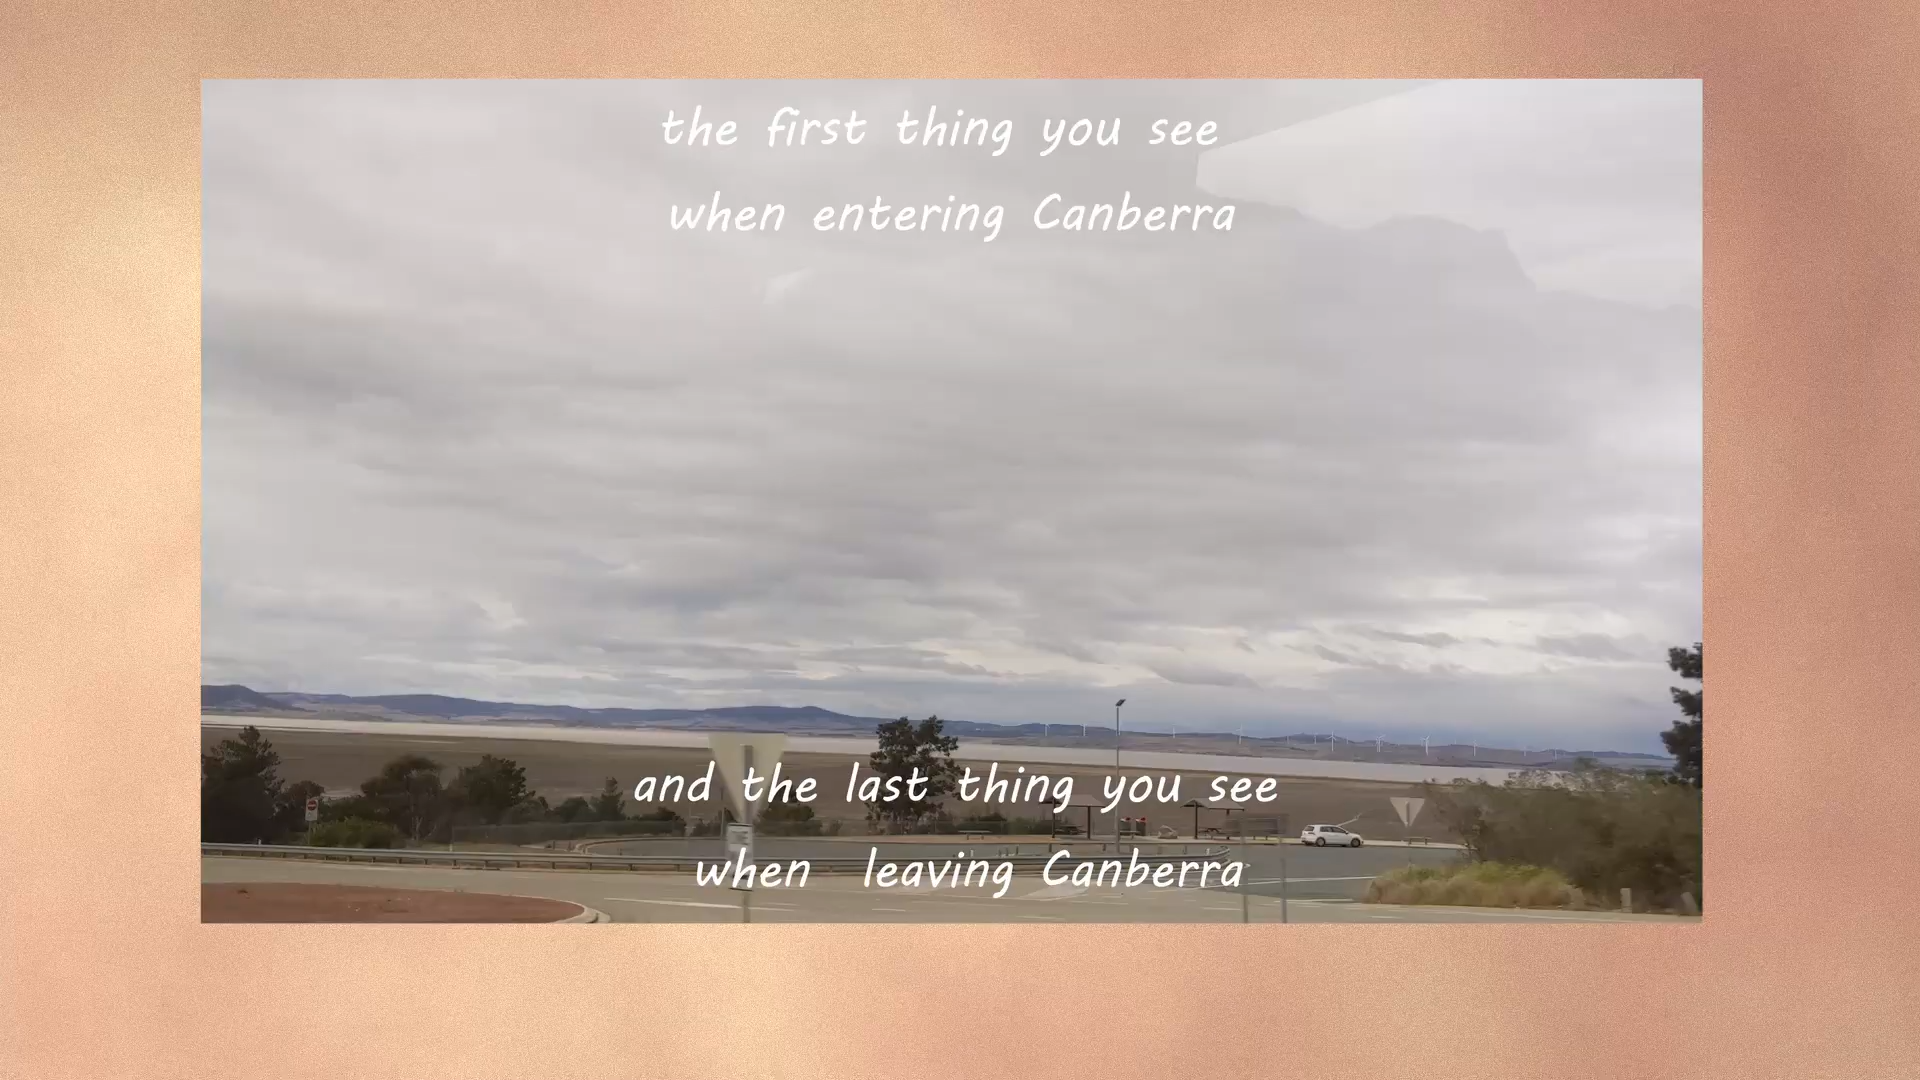 the first thing you see
when entering Canberra
and the last thing you see
when leaving Canberra